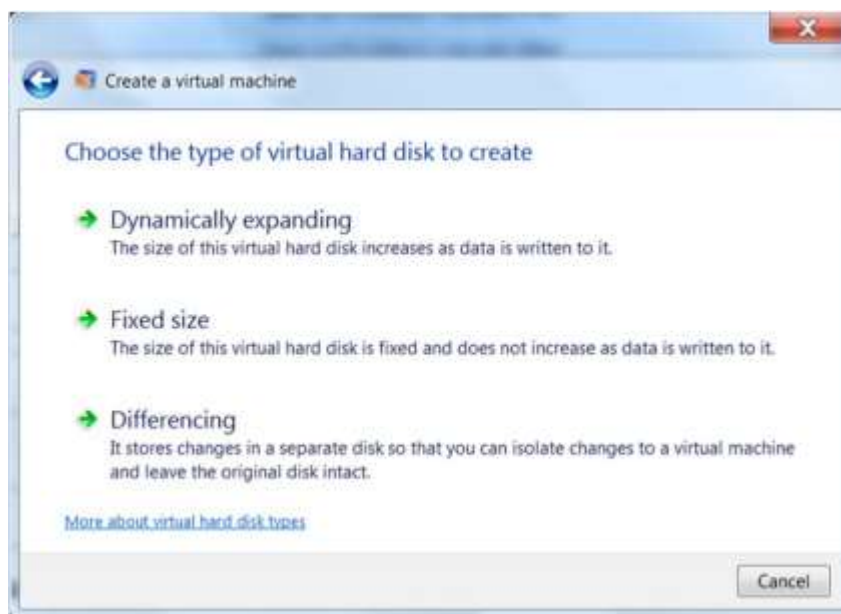 Create a virtual machine
Choose the type of virtual hard disk to create
Dynamically expanding
The size of this virtual hard disk increases as data is written to it.
Fixed size
The size of this virtual hard disk is fixed and does not increase as data is written to it.
Differencing
It stores changes in a separate disk so that you can isolate changes to a virtual machine
and leave the original disk intact.
More about virtual hard disk types
Cancel